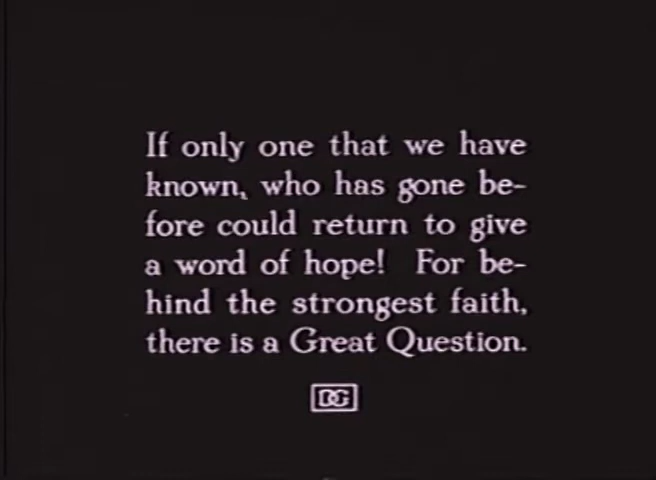 If only one that we have
known, who has gone be-
fore could return to give
a word of hope! For be-
hind the strongest faith,
there is a Great Question.
DG